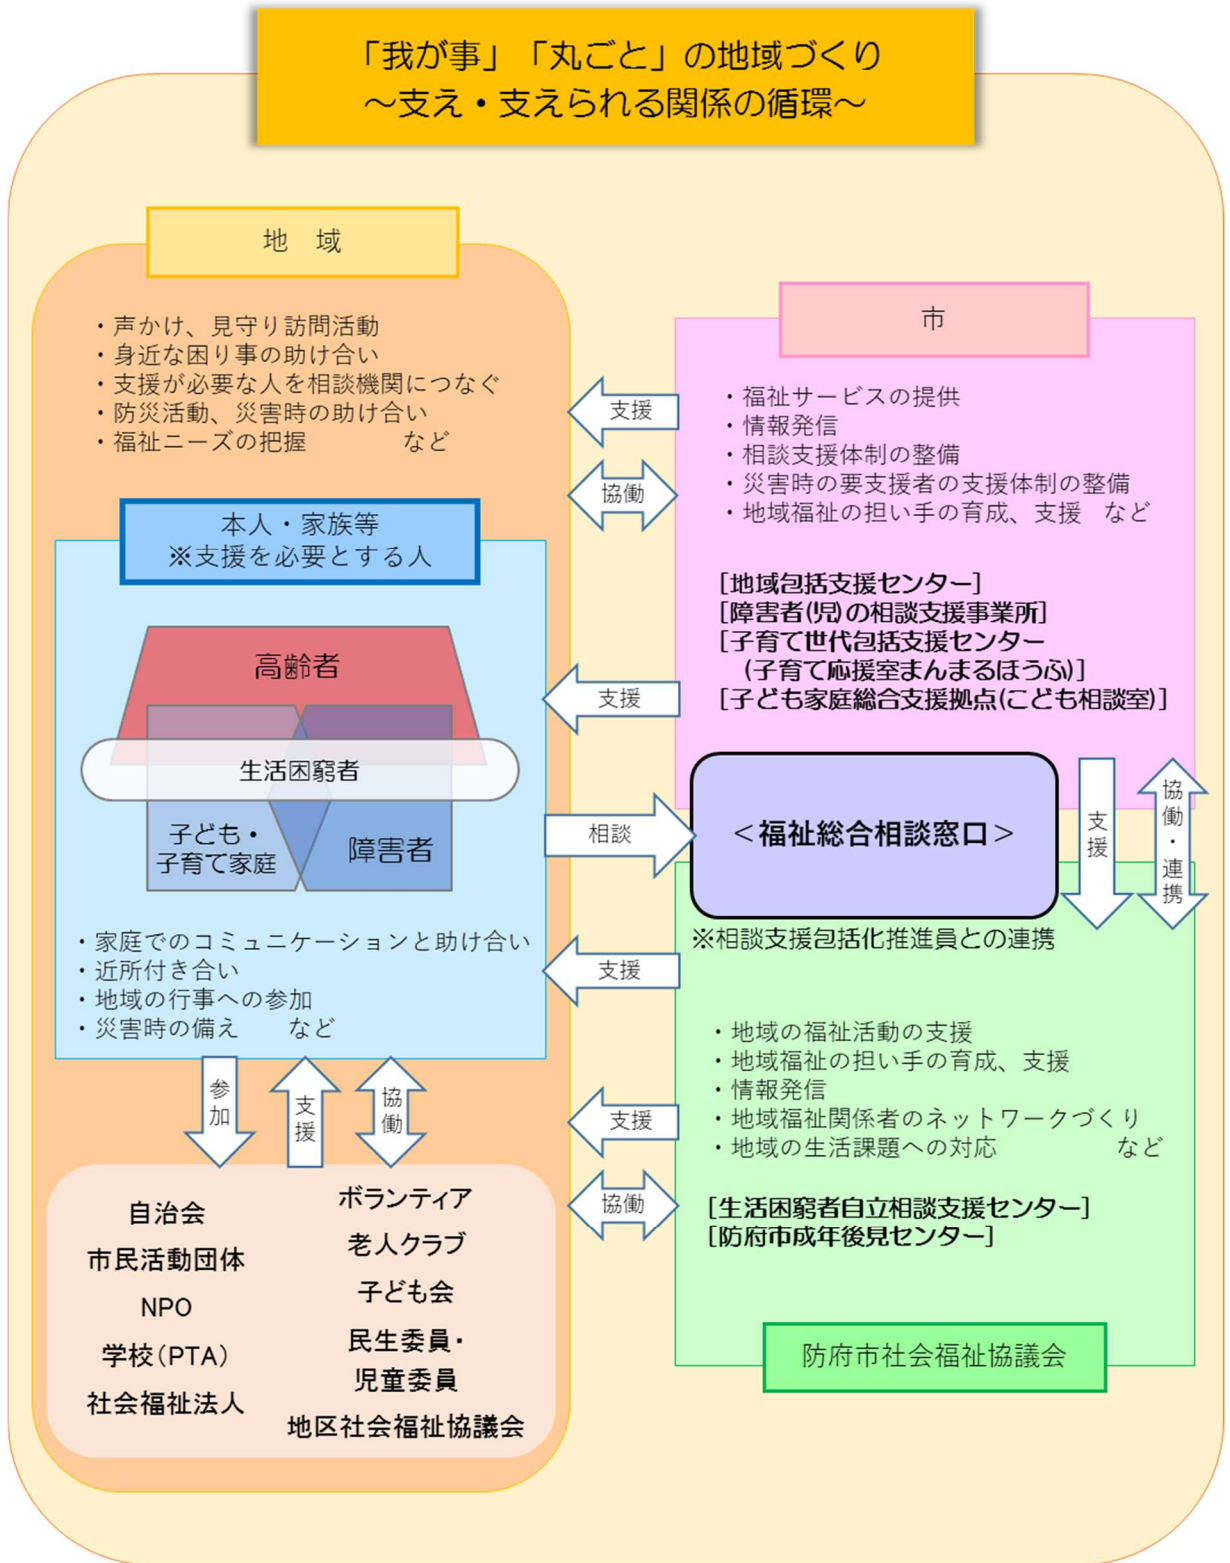 「我が事」「丸ごと」の地域づくり
～支え・支えられる関係の循環～
地　域
・声かけ、見守り訪問活動
・身近な困り事の助け合い
・支援が必要な人を相談機関につなぐ
・防災活動、災害時の助け合い
・福祉ニーズの把握　　　　など
本人・家族等
※支援を必要とする人
高齢者
生活困窮者
子ども・
子育て家庭
障害者
・家庭でのコミュニケーションと助け合い
・近所付き合い
・地域の行事への参加
・災害時の備え　　など
参加
支援
協働
自治会
市民活動団体
NPO
学校（PTA）
社会福祉法人
ボランティア
老人クラブ
子ども会
民生委員・
児童委員
地区社会福祉協議会
支援
協働
支援
相談
支援
支援
協働
市
・福祉サービスの提供
・情報発信
・相談支援体制の整備
・災害時の要支援者の支援体制の整備
・地域福祉の担い手の育成、支援　など
[地域包括支援センター]
[障害者(児)の相談支援事業所]
[子育て世代包括支援センター
(子育て応援室まんまるほうふ)]
[子ども家庭総合支援拠点(こども相談室)]
＜福祉総合相談窓口＞
支援
協働・連携
※相談支援包括化推進員との連携
・地域の福祉活動の支援
・地域福祉の担い手の育成、支援
・情報発信
・地域福祉関係者のネットワークづくり
・地域の生活課題への対応　　　　など
[生活困窮者自立相談支援センター]
[防府市成年後見センター]
防府市社会福祉協議会